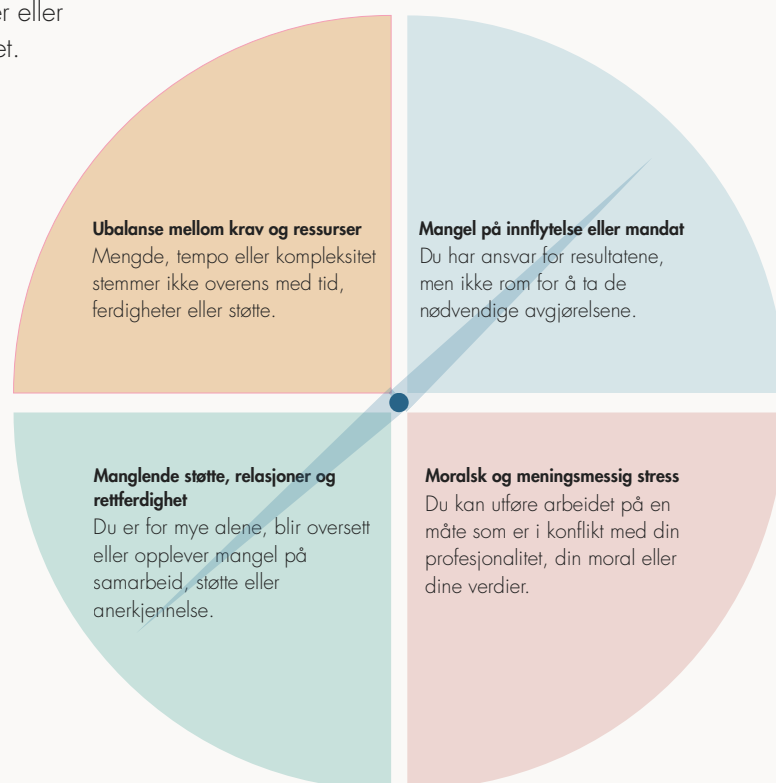 er eller
et.
Ubalanse mellom krav og ressurser
Mengde, tempo eller kompleksitet
stemmer ikke overens med tid,
ferdigheter eller støtte.
Mangel på innflytelse eller mandat
Du har ansvar for resultatene,
men ikke rom for å ta de
nødvendige avgjørelsene.
Manglende støtte, relasjoner og
rettferdighet
Du er for mye alene, blir oversett
eller opplever mangel på
samarbeid, støtte eller
anerkjennelse.
Moralsk og meningsmessig stress
Du kan utføre arbeidet på en
måte som er i konflikt med din
profesjonalitet, din moral eller
dine verdier.